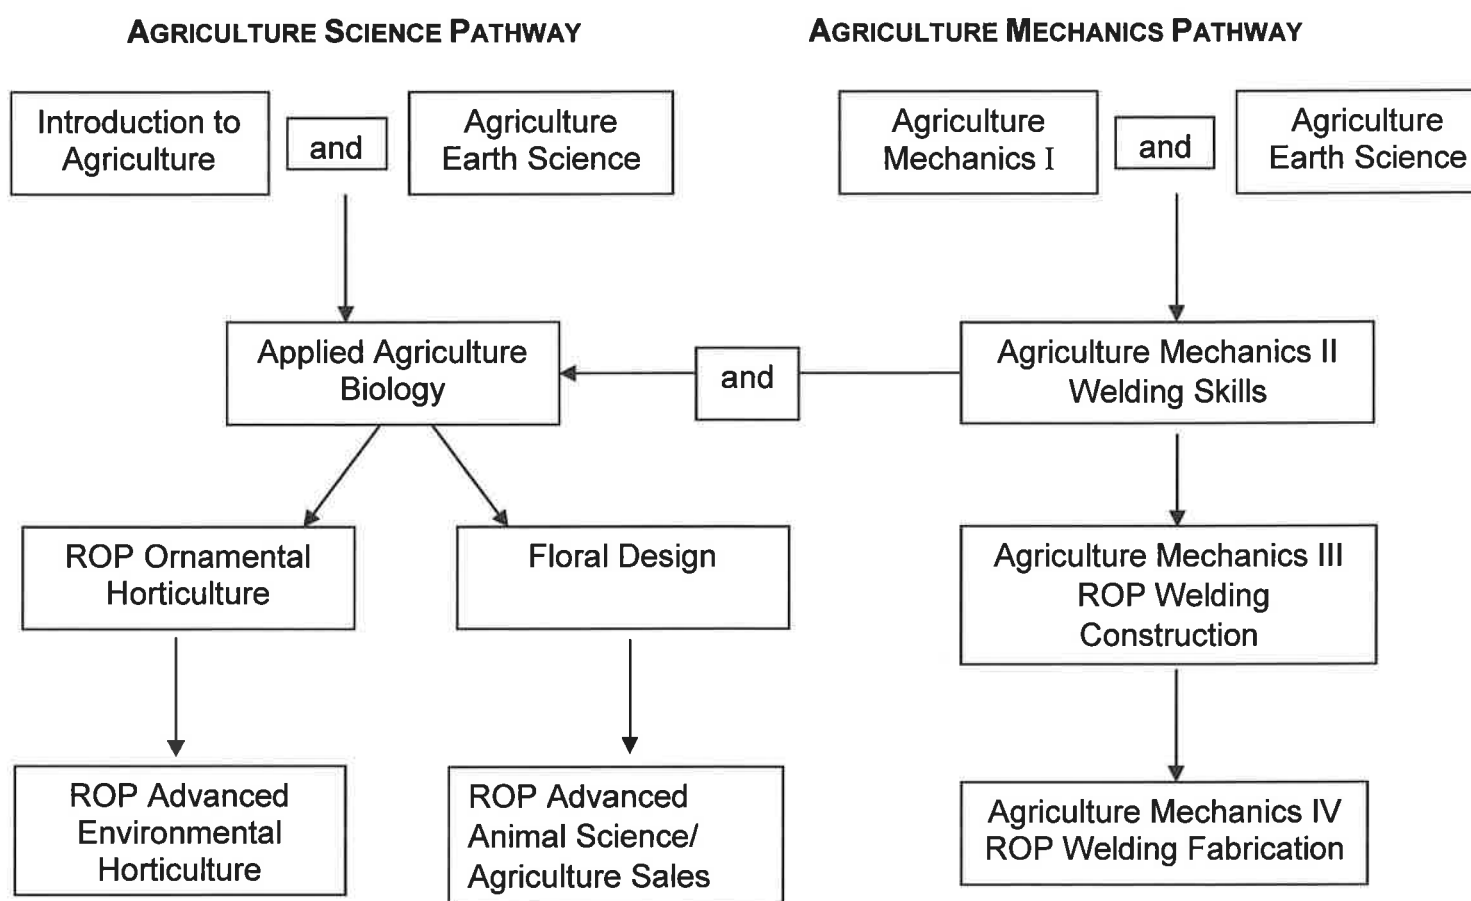 AGRICULTURE SCIENCE PATHWAY
AGRICULTURE MECHANICS PATHWAY
Introduction to
Agriculture
and
Agriculture
Earth Science
Agriculture
Mechanics I
and
Agriculture
Earth Science
Applied Agriculture
Biology
and
Agriculture Mechanics II
Welding Skills
ROP Ornamental
Horticulture
Floral Design
Agriculture Mechanics III
ROP Welding
Construction
ROP Advanced
Environmental
Horticulture
ROP Advanced
Animal Science/
Agriculture Sales
Agriculture Mechanics IV
ROP Welding Fabrication